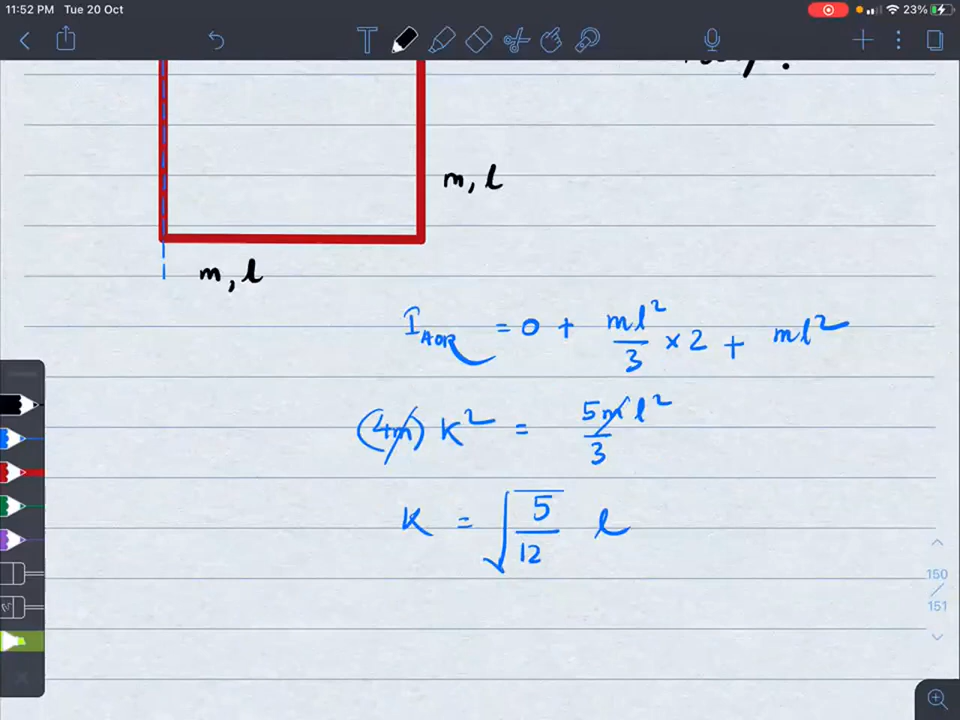 11:52 PM Tue 20 Oct
23%
T
m, l
m, l
I_AOR = 0 + ml²/3 × 2 + ml²
(4m) K² = 5ml²/3
K = √(5/12) l
150
151